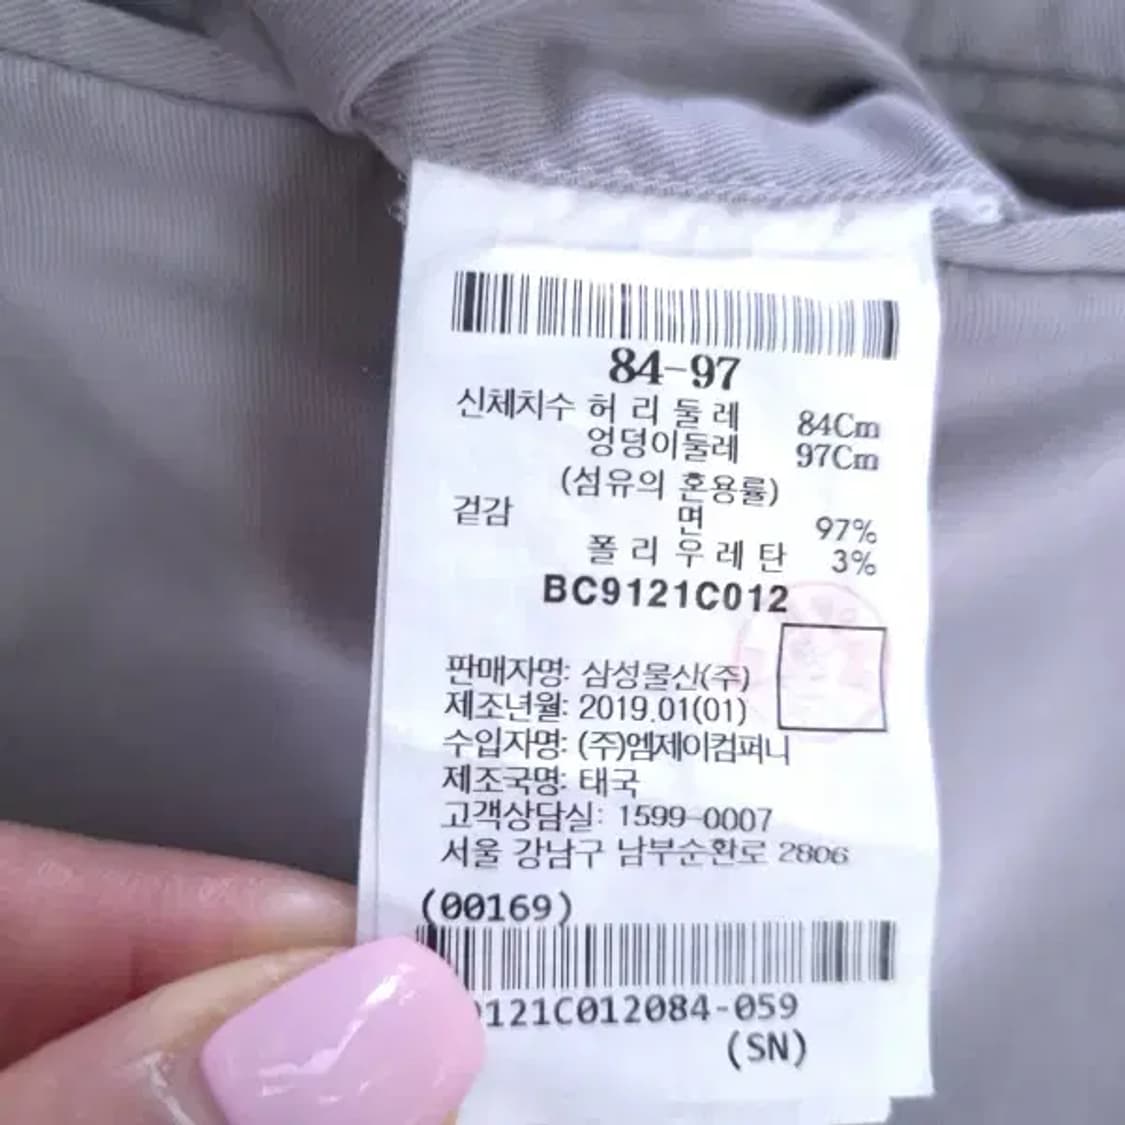 84-97
신체치수 허 리 둘 레 84Cm
엉덩이둘레 97Cm
(섬유의 혼용률)
겉감 면 97%
폴 리 우 레 탄 3%
BC9121C012
판매자명: 삼성물산(주)
제조년월: 2019.01(01)
수입자명: (주)엠제이컴퍼니
제조국명: 태국
고객상담실: 1599-0007
서울 강남구 남부순환로 2806
(00169)
121C012084-059
(SN)